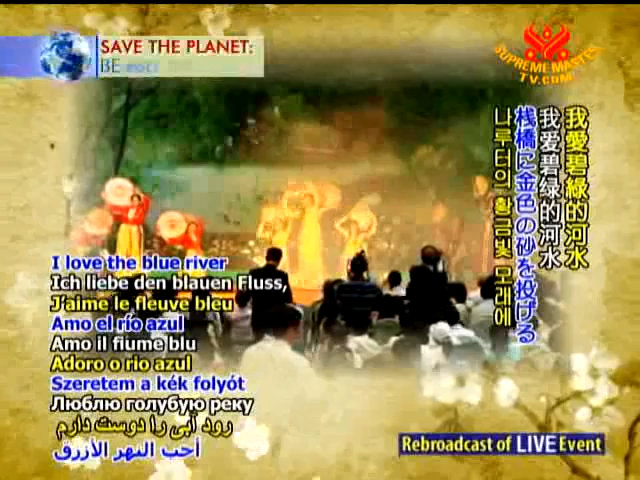 SAVE THE PLANET:
BE
SUPREME MASTER
TV.COM
我愛碧綠的河水
我爱碧绿的河水
桟橋に金色の砂を投げる
나루터의 황금빛 모래에
I love the blue river
Ich liebe den blauen Fluss,
J'aime le fleuve bleu
Amo el río azul
Amo il fiume blu
Adoro o rio azul
Szeretem a kék folyót
Люблю голубую реку
رود آبی را دوست دارم
أحب النهر الأزرق
Rebroadcast of LIVE Event